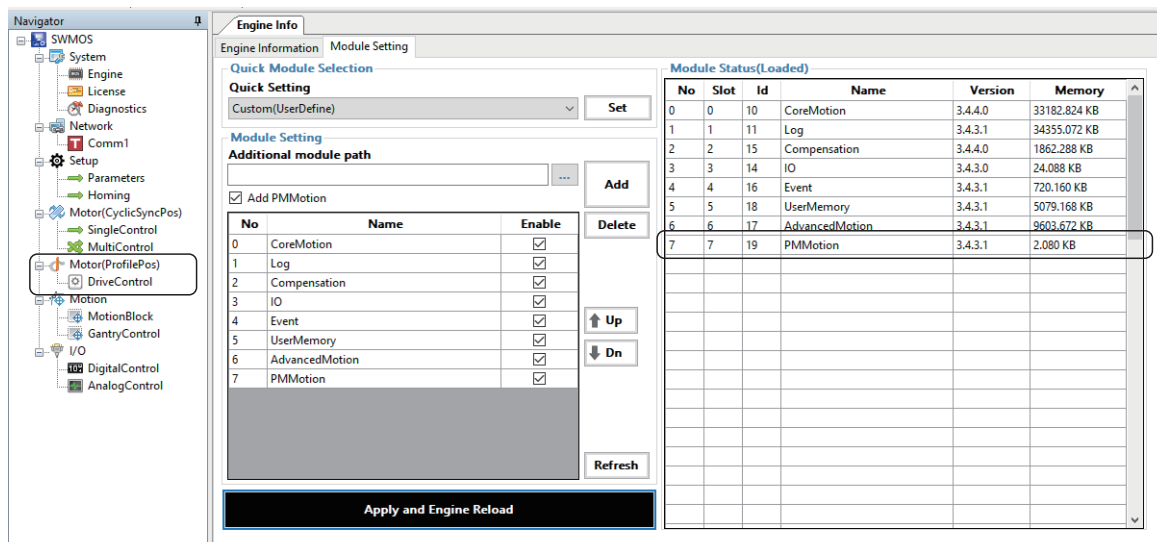 Navigator
SWMOS
System
Engine
License
Diagnostics
Network
Comm1
Setup
Parameters
Homing
Motor(CyclicSyncPos)
SingleControl
MultiControl
Motor(ProfilePos)
DriveControl
Motion
MotionBlock
GantryControl
I/O
DigitalControl
AnalogControl
Engine Info
Engine Information Module Setting
Quick Module Selection
Quick Setting
Custom(UserDefine) Set
Module Setting
Additional module path
... Add
Add PMMotion
No Name Enable Delete
0 CoreMotion
1 Log
2 Compensation
3 IO
4 Event Up
5 UserMemory
6 AdvancedMotion Dn
7 PMMotion
Refresh
Apply and Engine Reload
Module Status(Loaded)
No Slot Id Name Version Memory
0 0 10 CoreMotion 3.4.4.0 33182.824 KB
1 1 11 Log 3.4.3.1 34355.072 KB
2 2 15 Compensation 3.4.4.0 1862.288 KB
3 3 14 IO 3.4.3.0 24.088 KB
4 4 16 Event 3.4.3.1 720.160 KB
5 5 18 UserMemory 3.4.3.1 5079.168 KB
6 6 17 AdvancedMotion 3.4.3.1 9603.672 KB
7 7 19 PMMotion 3.4.3.1 2.080 KB